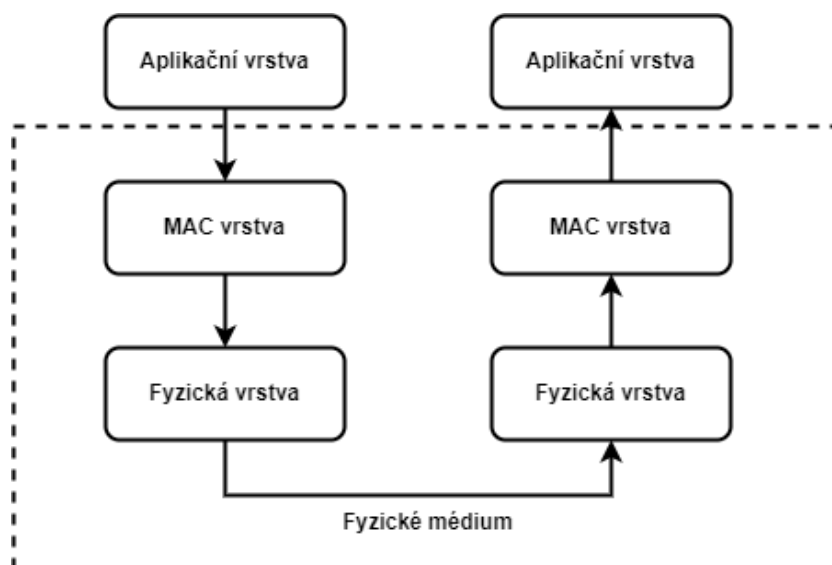 Aplikační vrstva
Aplikační vrstva
MAC vrstva
MAC vrstva
Fyzická vrstva
Fyzická vrstva
Fyzické médium